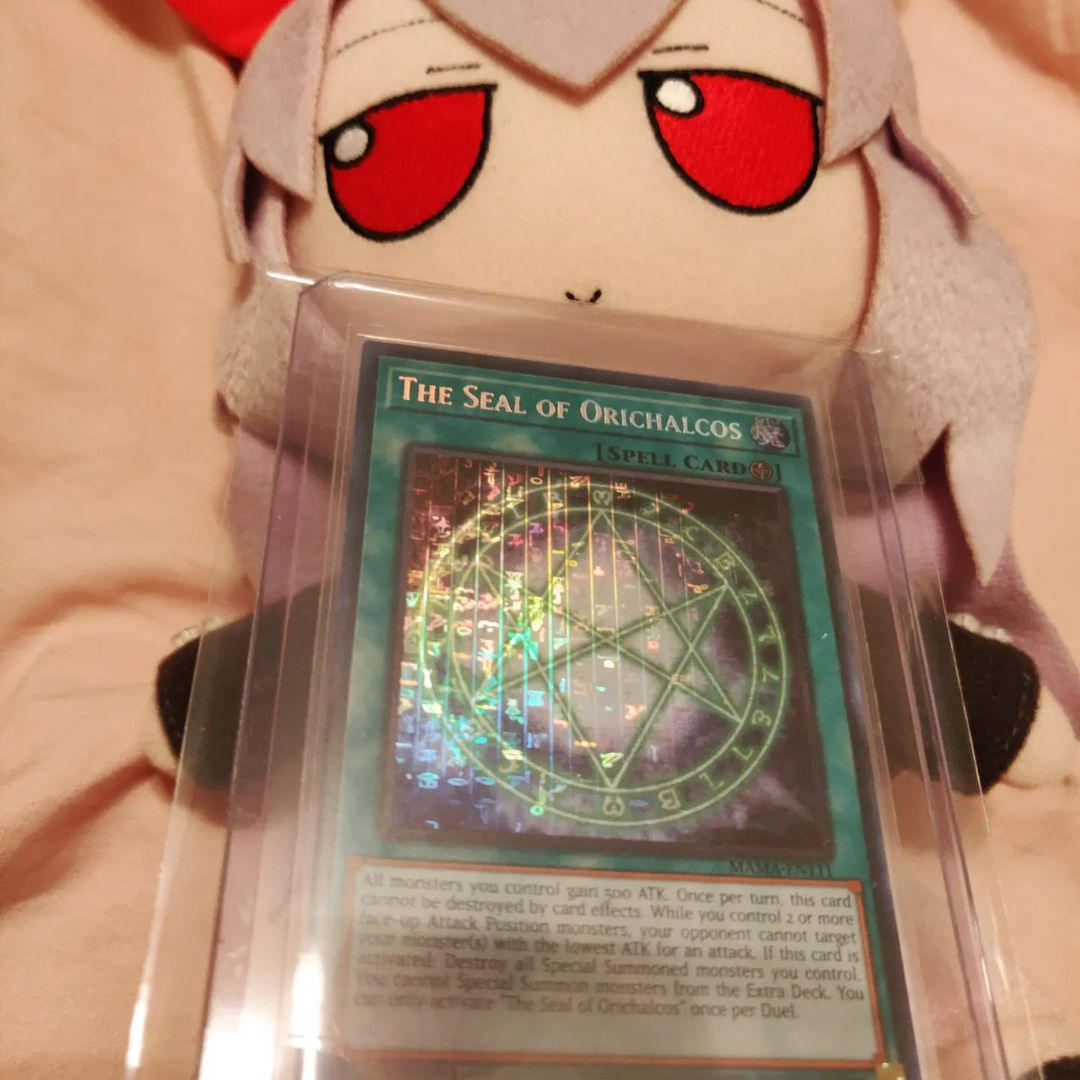 THE SEAL OF ORICHALCOS
[SPELL CARD]
MAMA-EN111
All monsters you control gain 500 ATK. Once per turn, this card
cannot be destroyed by card effects. While you control 2 or more
face-up Attack Position monsters, your opponent cannot target
your monster(s) with the lowest ATK for an attack. If this card is
activated: Destroy all Special Summoned monsters you control.
You cannot Special Summon monsters from the Extra Deck. You
can only activate "The Seal of Orichalcos" once per Duel.